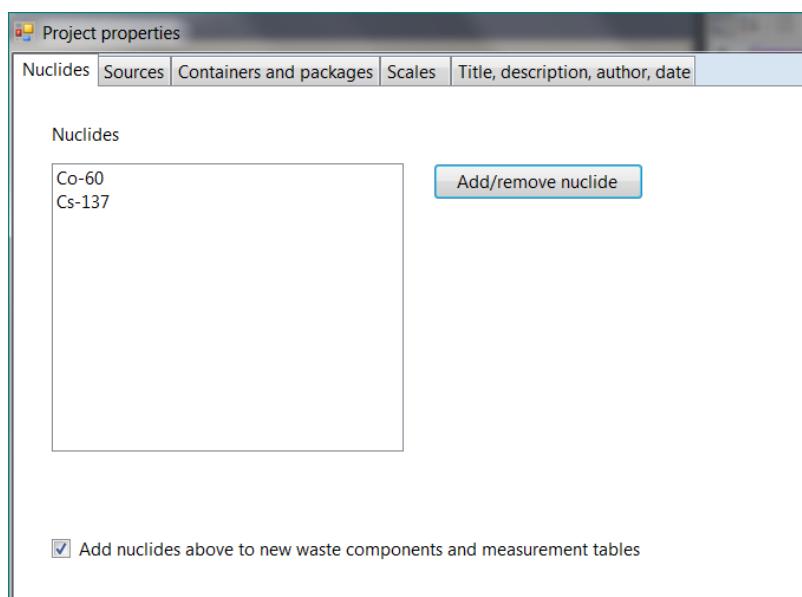 Project properties
Nuclides Sources Containers and packages Scales Title, description, author, date
Nuclides
Co-60 Add/remove nuclide
Cs-137
Add nuclides above to new waste components and measurement tables